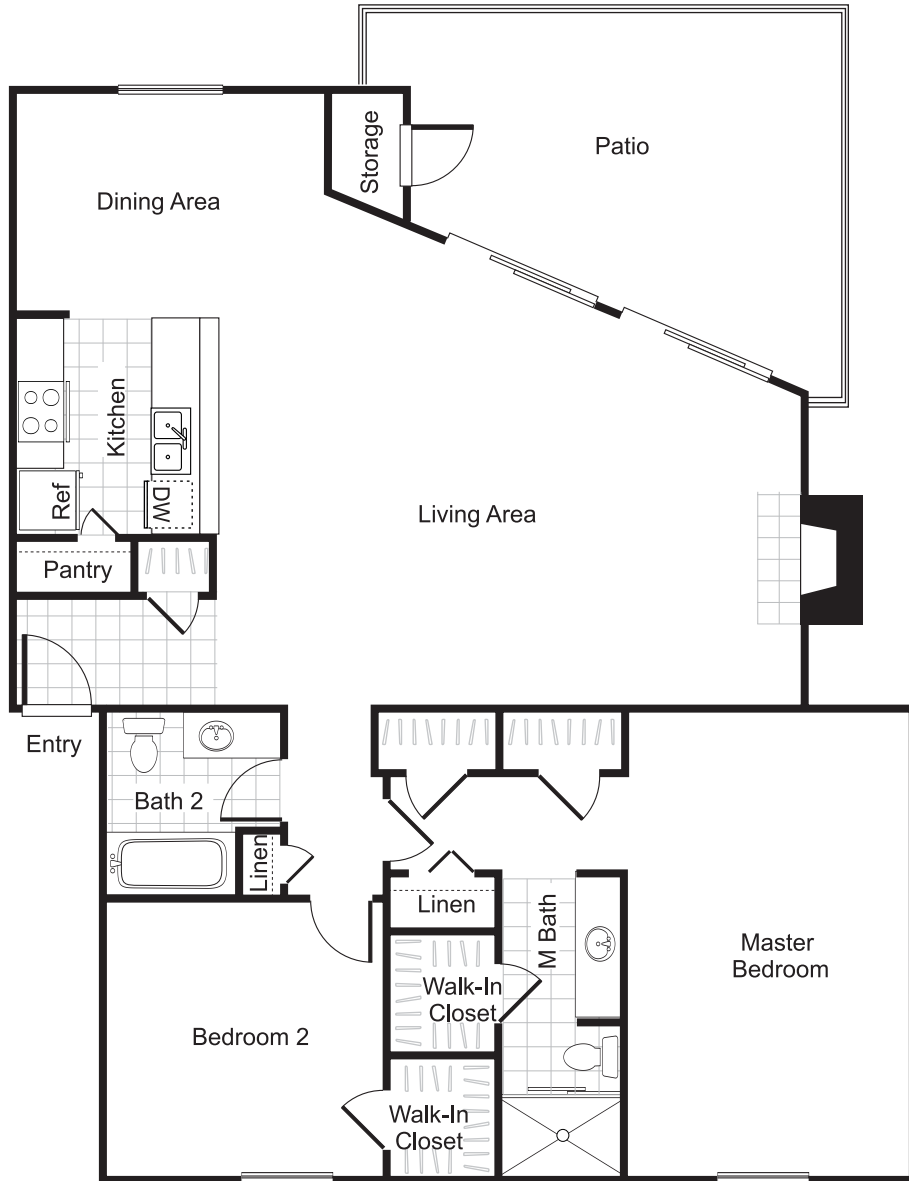 Patio
Storage
Dining Area
Kitchen
Ref
DW
Living Area
Pantry
Entry
Bath 2
Linen
Linen
M Bath
Master
Bedroom
Walk-In
Closet
Bedroom 2
Walk-In
Closet